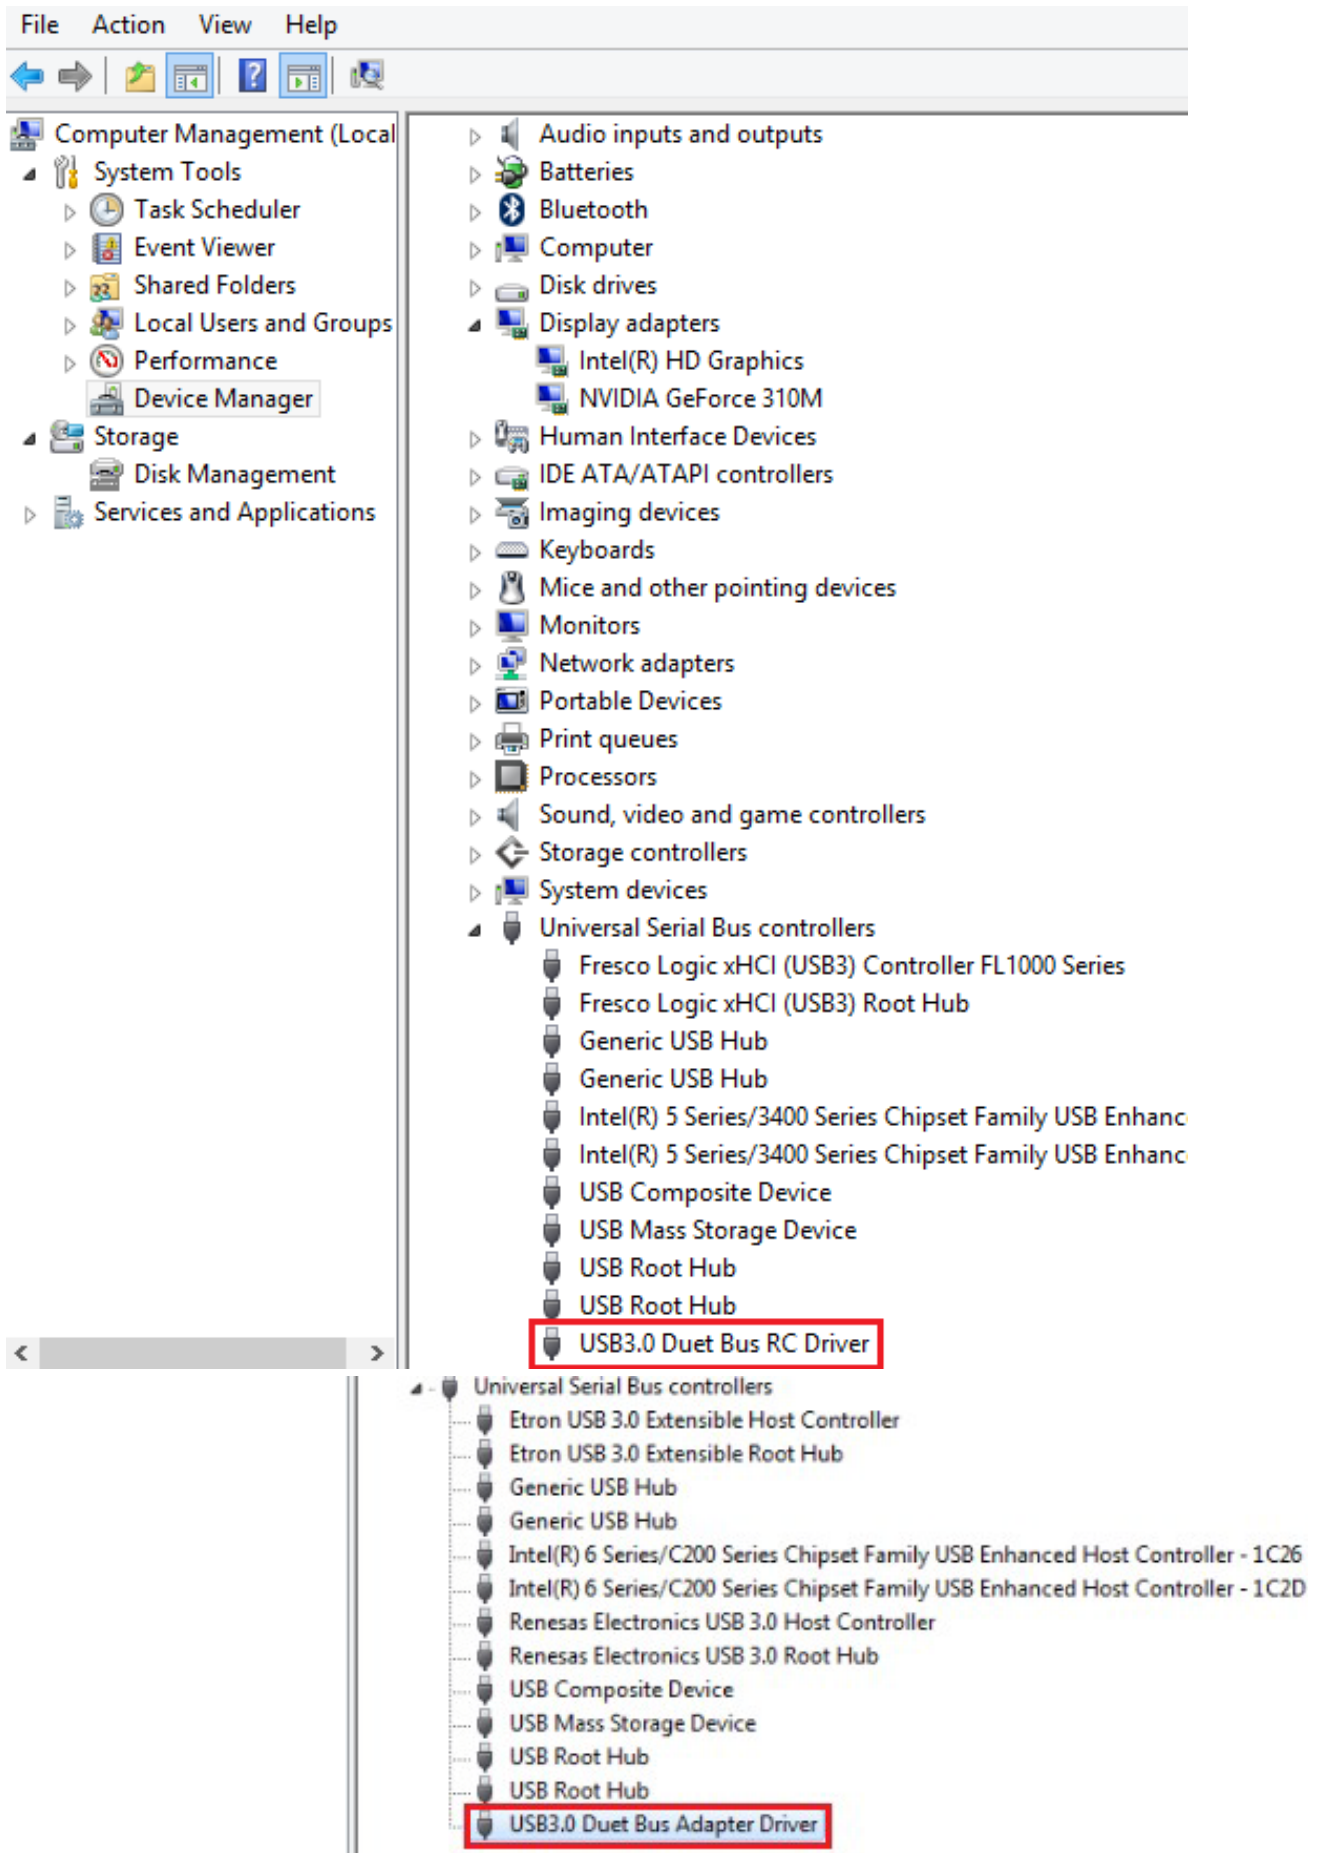 File Action View Help
Computer Management (Local
System Tools
Task Scheduler
Event Viewer
Shared Folders
Local Users and Groups
Performance
Device Manager
Storage
Disk Management
Services and Applications
Audio inputs and outputs
Batteries
Bluetooth
Computer
Disk drives
Display adapters
Intel(R) HD Graphics
NVIDIA GeForce 310M
Human Interface Devices
IDE ATA/ATAPI controllers
Imaging devices
Keyboards
Mice and other pointing devices
Monitors
Network adapters
Portable Devices
Print queues
Processors
Sound, video and game controllers
Storage controllers
System devices
Universal Serial Bus controllers
Fresco Logic xHCI (USB3) Controller FL1000 Series
Fresco Logic xHCI (USB3) Root Hub
Generic USB Hub
Generic USB Hub
Intel(R) 5 Series/3400 Series Chipset Family USB Enhanc
Intel(R) 5 Series/3400 Series Chipset Family USB Enhanc
USB Composite Device
USB Mass Storage Device
USB Root Hub
USB Root Hub
USB3.0 Duet Bus RC Driver
Universal Serial Bus controllers
Etron USB 3.0 Extensible Host Controller
Etron USB 3.0 Extensible Root Hub
Generic USB Hub
Generic USB Hub
Intel(R) 6 Series/C200 Series Chipset Family USB Enhanced Host Controller - 1C26
Intel(R) 6 Series/C200 Series Chipset Family USB Enhanced Host Controller - 1C2D
Renesas Electronics USB 3.0 Host Controller
Renesas Electronics USB 3.0 Root Hub
USB Composite Device
USB Mass Storage Device
USB Root Hub
USB Root Hub
USB3.0 Duet Bus Adapter Driver